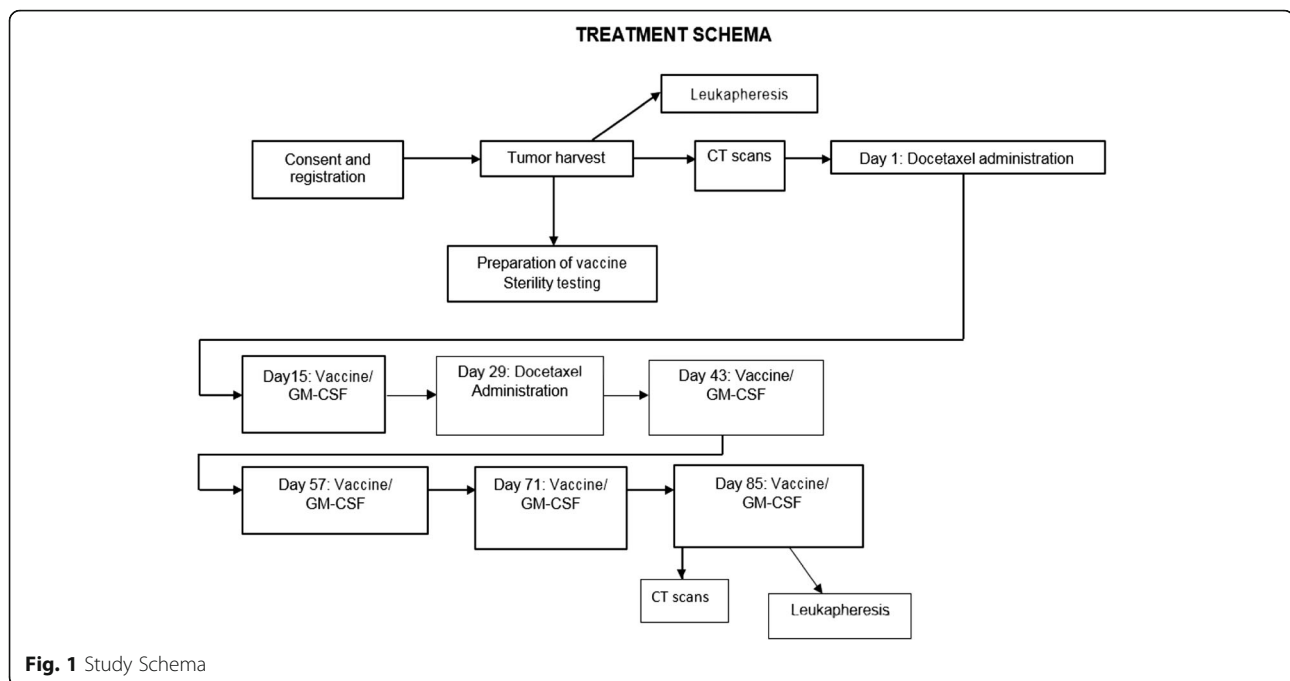 TREATMENT SCHEMA
Leukapheresis
Consent and
registration
Tumor harvest
CT scans
Day 1: Docetaxel administration
Preparation of vaccine
Sterility testing
Day15: Vaccine/
GM-CSF
Day 29: Docetaxel
Administration
Day 43: Vaccine/
GM-CSF
Day 57: Vaccine/
GM-CSF
Day 71: Vaccine/
GM-CSF
Day 85: Vaccine/
GM-CSF
CT scans
Leukapheresis
Fig. 1 Study Schema